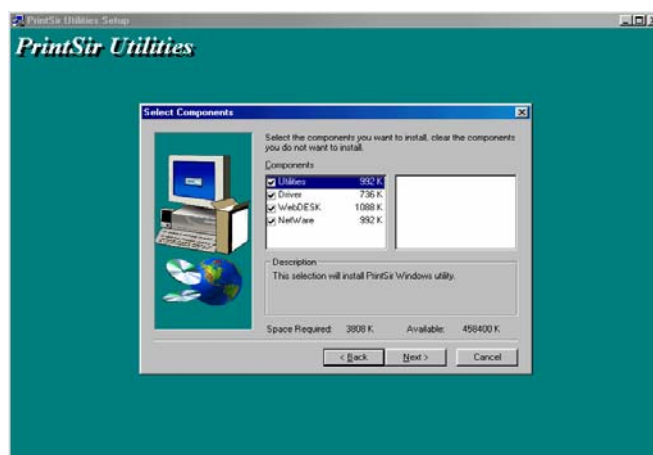 PrintSir Utilities Setup
PrintSir Utilities
Select Components
Select the components you want to install, clear the components
you do not want to install.
Components
Utilities 992 K
Driver 736 K
WebDESK 1088 K
NetWare 992 K
Description
This selection will install PrintSir Windows utility.
Space Required: 3808 K Available: 458400 K
< Back Next > Cancel